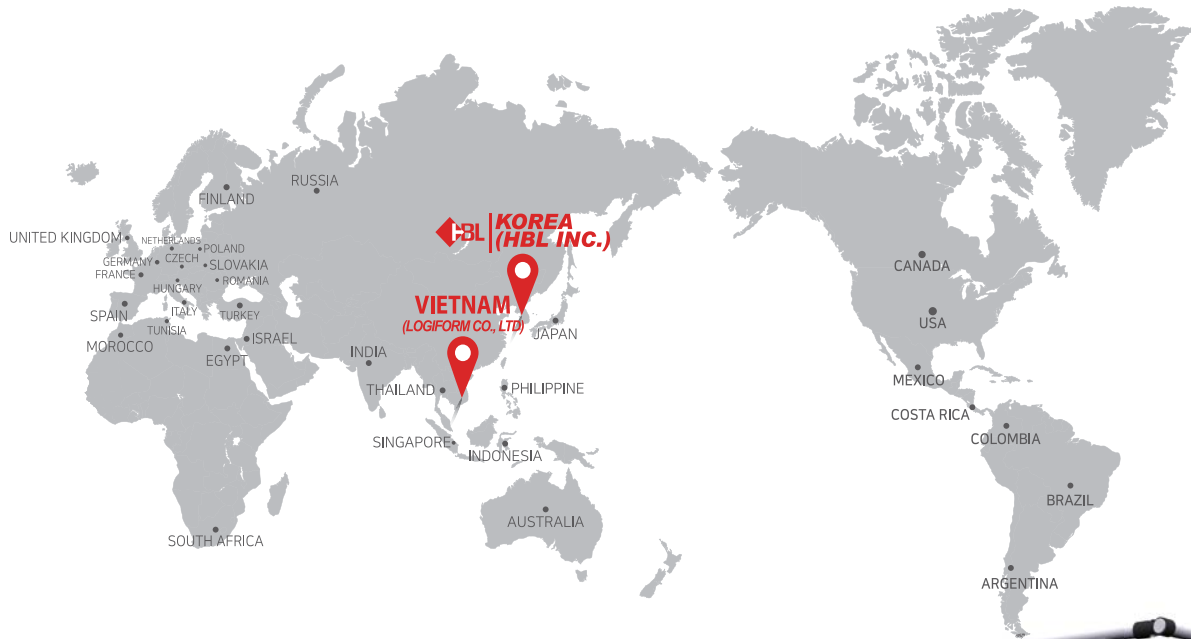 RUSSIA
FINLAND
HBL
KOREA
(HBL INC.)
UNITED KINGDOM
NETHERLANDS
POLAND
CZECH
GERMANY
SLOVAKIA
FRANCE
HUNGARY
ROMANIA
CANADA
VIETNAM
(LOGIFORM CO., LTD)
SPAIN
ITALY
TURKEY
TUNISIA
USA
JAPAN
MOROCCO
ISRAEL
EGYPT
INDIA
MEXICO
THAILAND
PHILIPPINE
COSTA RICA
COLOMBIA
SINGAPORE
INDONESIA
BRAZIL
AUSTRALIA
SOUTH AFRICA
ARGENTINA